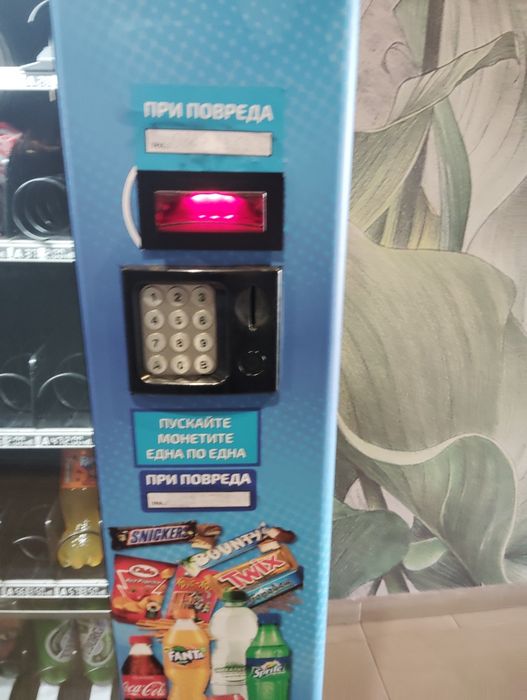 ПРИ ПОВРЕДА
1 2 3
4 5 6
7 8 9
A 0 B
ПУСКАЙТЕ
МОНЕТИТЕ
ЕДНА ПО ЕДНА
ПРИ ПОВРЕДА
SNICKERS
BOUNTY
TWIX
FANTA
Sprite
Coca-Cola